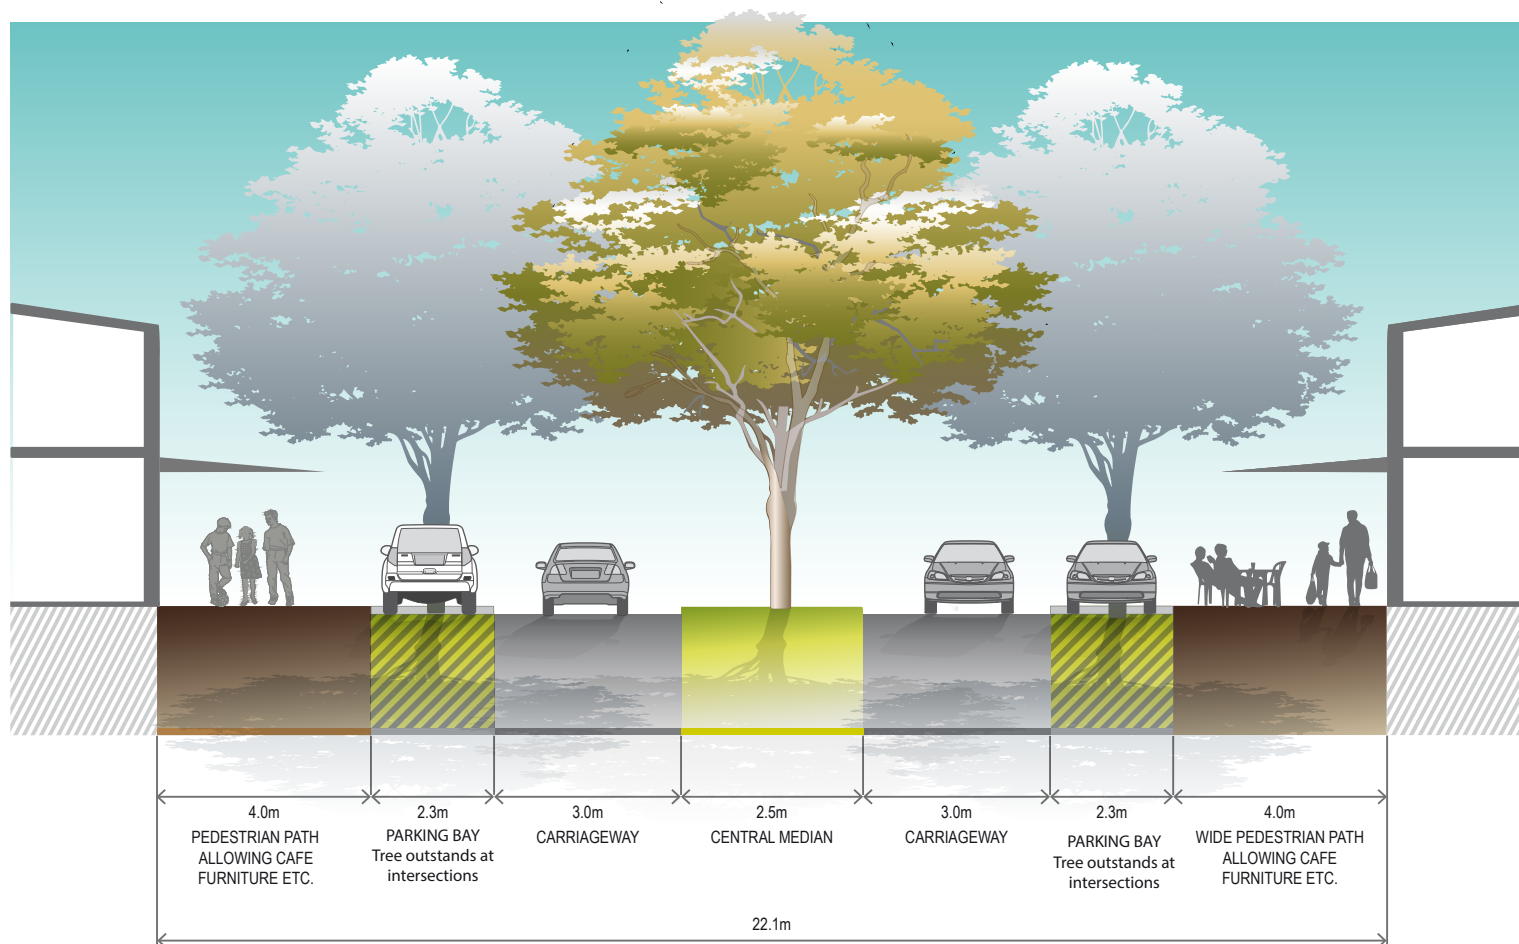 4.0m
PEDESTRIAN PATH
ALLOWING CAFE
FURNITURE ETC.
2.3m
PARKING BAY
Tree outstands at
intersections
3.0m
CARRIAGEWAY
2.5m
CENTRAL MEDIAN
3.0m
CARRIAGEWAY
2.3m
PARKING BAY
Tree outstands at
intersections
4.0m
WIDE PEDESTRIAN PATH
ALLOWING CAFE
FURNITURE ETC.
22.1m